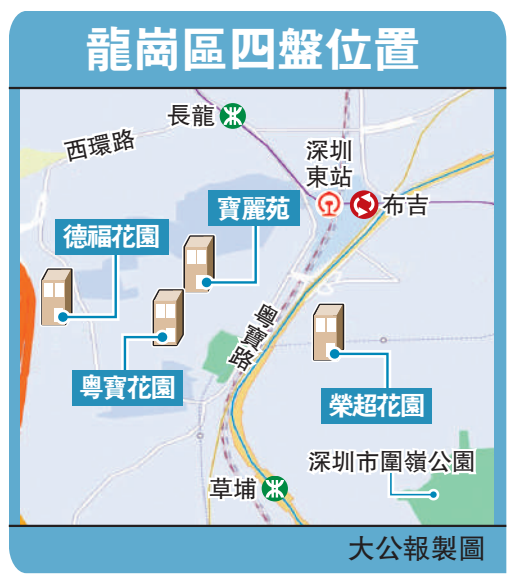 龍崗區四盤位置
長龍
西環路
深圳
東站
布吉
寶麗苑
德福花園
粵寶路
粵寶花園
榮超花園
深圳市圍嶺公園
草埔
大公報製圖